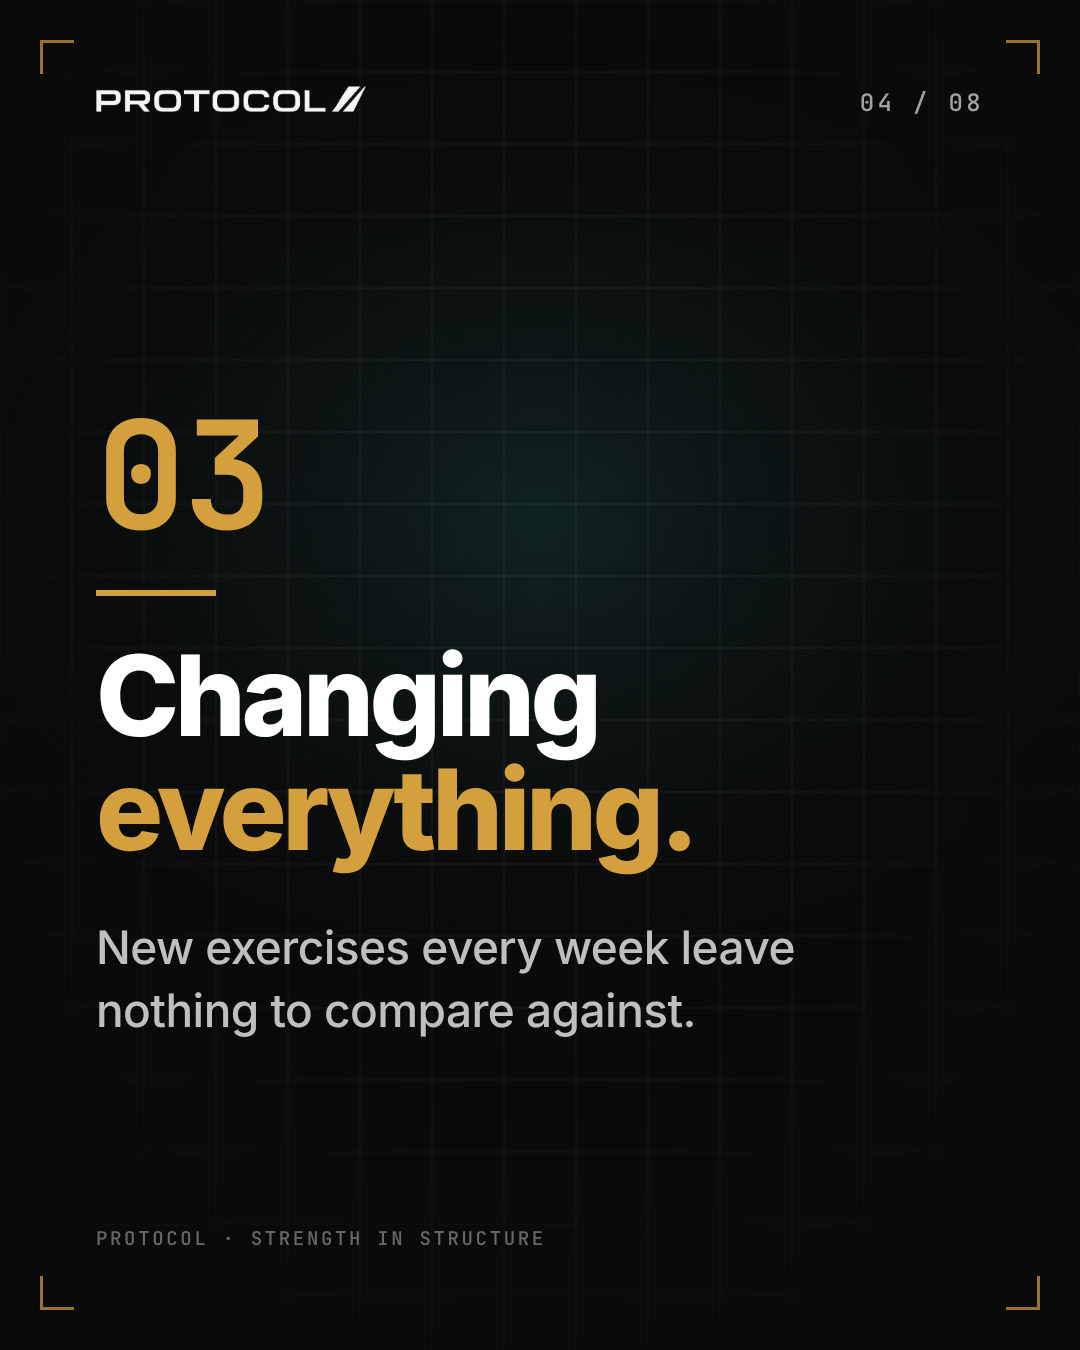 PROTOCOL
04 / 08
03
Changing
everything.
New exercises every week leave
nothing to compare against.
PROTOCOL · STRENGTH IN STRUCTURE